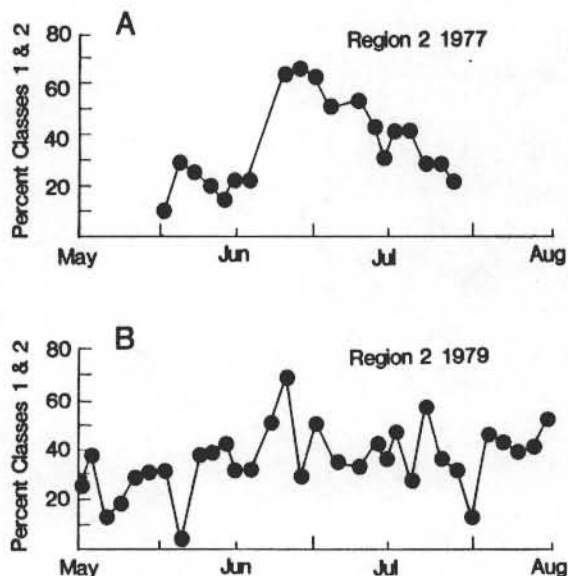 A
Region 2 1977
Percent Classes 1 & 2
80
60
40
20
May
Jun
Jul
Aug
B
Region 2 1979
Percent Classes 1 & 2
80
60
40
20
May
Jun
Jul
Aug